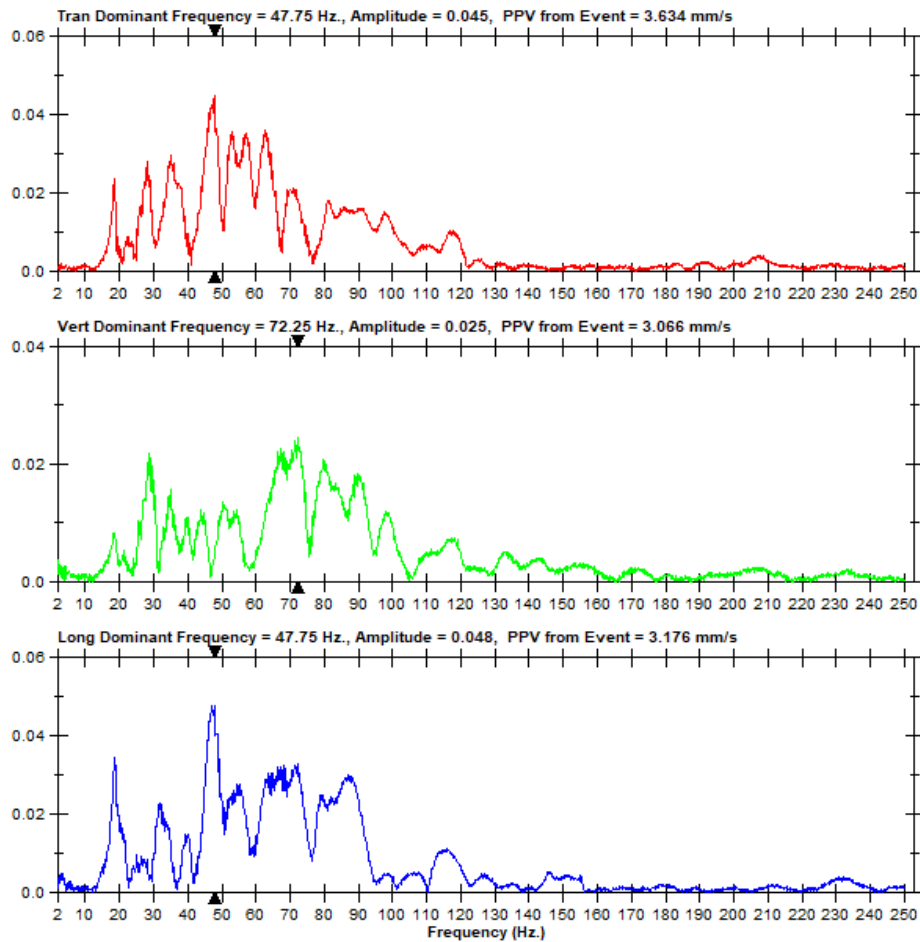 Tran Dominant Frequency = 47.75 Hz., Amplitude = 0.045, PPV from Event = 3.634 mm/s
0.06
0.04
0.02
0.0
2 10 20 30 40 50 60 70 80 90 100 110 120 130 140 150 160 170 180 190 200 210 220 230 240 250
Vert Dominant Frequency = 72.25 Hz., Amplitude = 0.025, PPV from Event = 3.066 mm/s
0.04
0.02
0.0
2 10 20 30 40 50 60 70 80 90 100 110 120 130 140 150 160 170 180 190 200 210 220 230 240 250
Long Dominant Frequency = 47.75 Hz., Amplitude = 0.048, PPV from Event = 3.176 mm/s
0.06
0.04
0.02
0.0
2 10 20 30 40 50 60 70 80 90 100 110 120 130 140 150 160 170 180 190 200 210 220 230 240 250
Frequency (Hz.)